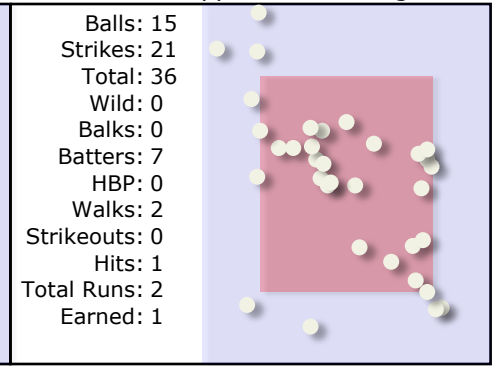 Balls: 15
Strikes: 21
Total: 36
Wild: 0
Balks: 0
Batters: 7
HBP: 0
Walks: 2
Strikeouts: 0
Hits: 1
Total Runs: 2
Earned: 1